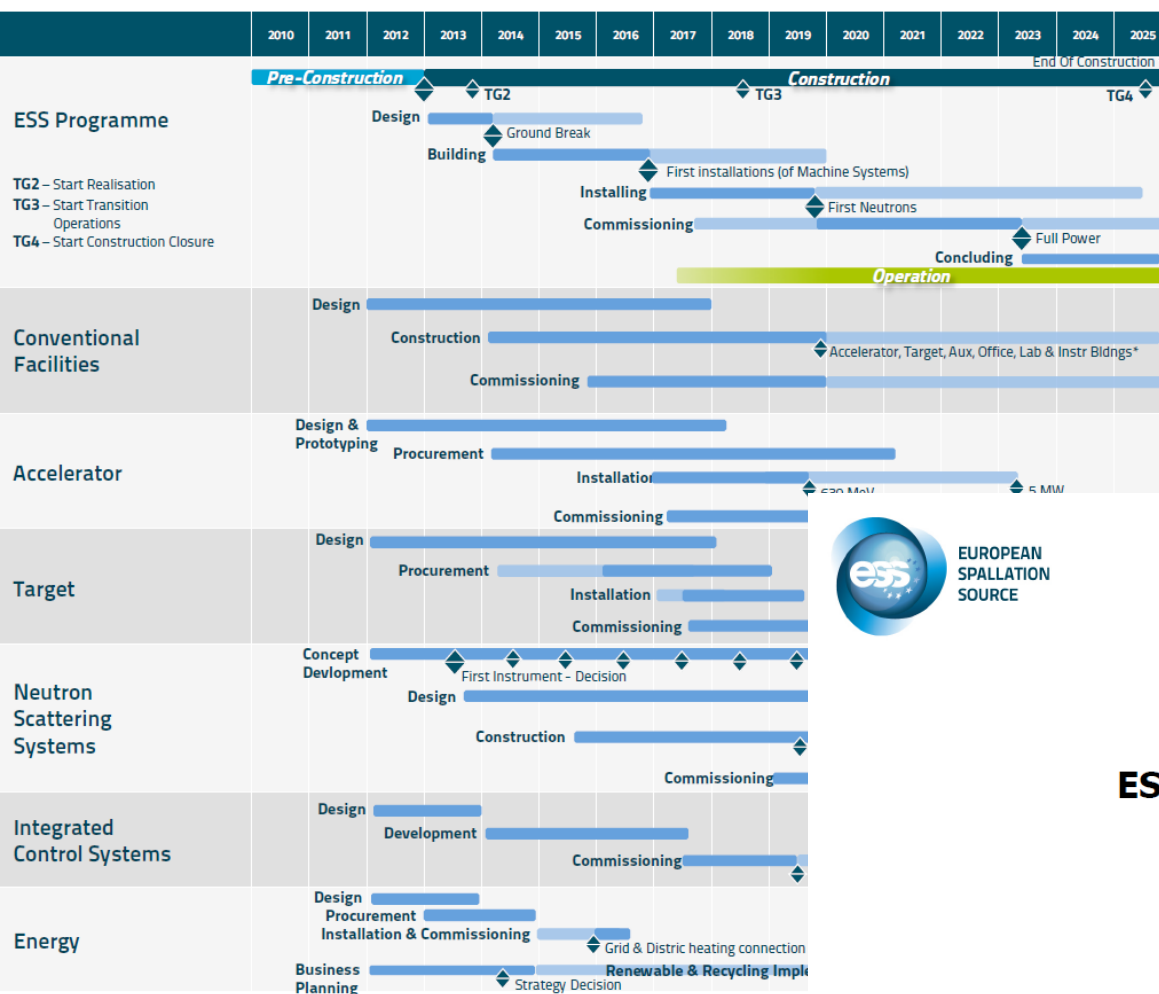 2010 2011 2012 2013 2014 2015 2016 2017 2018 2019 2020 2021 2022 2023 2024 2025
End Of Construction
Pre-Construction Construction
TG2 TG3 TG4
ESS Programme
Design
Ground Break
Building
First installations (of Machine Systems)
TG2 – Start Realisation
TG3 – Start Transition
Operations
TG4 – Start Construction Closure
Installing
First Neutrons
Commissioning
Full Power
Concluding
Operation
Conventional
Facilities
Design
Construction
Accelerator, Target, Aux, Office, Lab & Instr Bldngs*
Commissioning
Accelerator
Design &
Prototyping
Procurement
Installation
MeV 5 MW
Commissioning
Target
Design
Procurement
Installation
Commissioning
ess
EUROPEAN
SPALLATION
SOURCE
Neutron
Scattering
Systems
Concept
Devlopment
First Instrument - Decision
Design
Construction
Commissioning
ES
Integrated
Control Systems
Design
Development
Commissioning
Energy
Design
Procurement
Installation & Commissioning
Grid & Distric heating connection
Business
Planning
Renewable & Recycling Imple
Strategy Decision